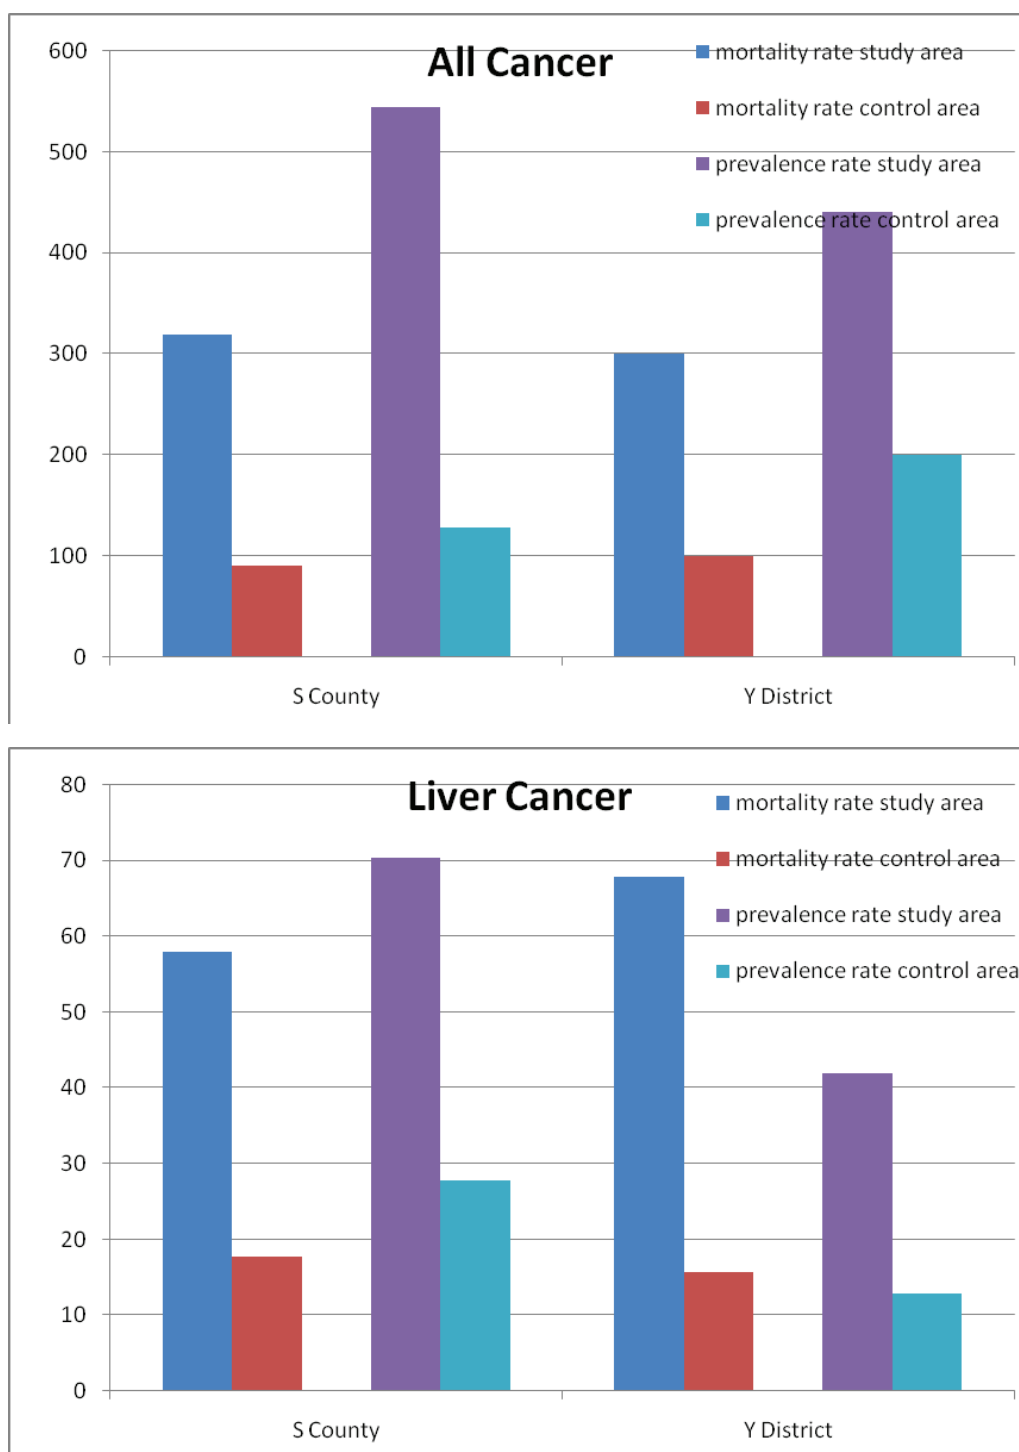 All Cancer
600
500
400
300
200
100
0
mortality rate study area
mortality rate control area
prevalence rate study area
prevalence rate control area
S County
Y District
Liver Cancer
80
70
60
50
40
30
20
10
0
mortality rate study area
mortality rate control area
prevalence rate study area
prevalence rate control area
S County
Y District